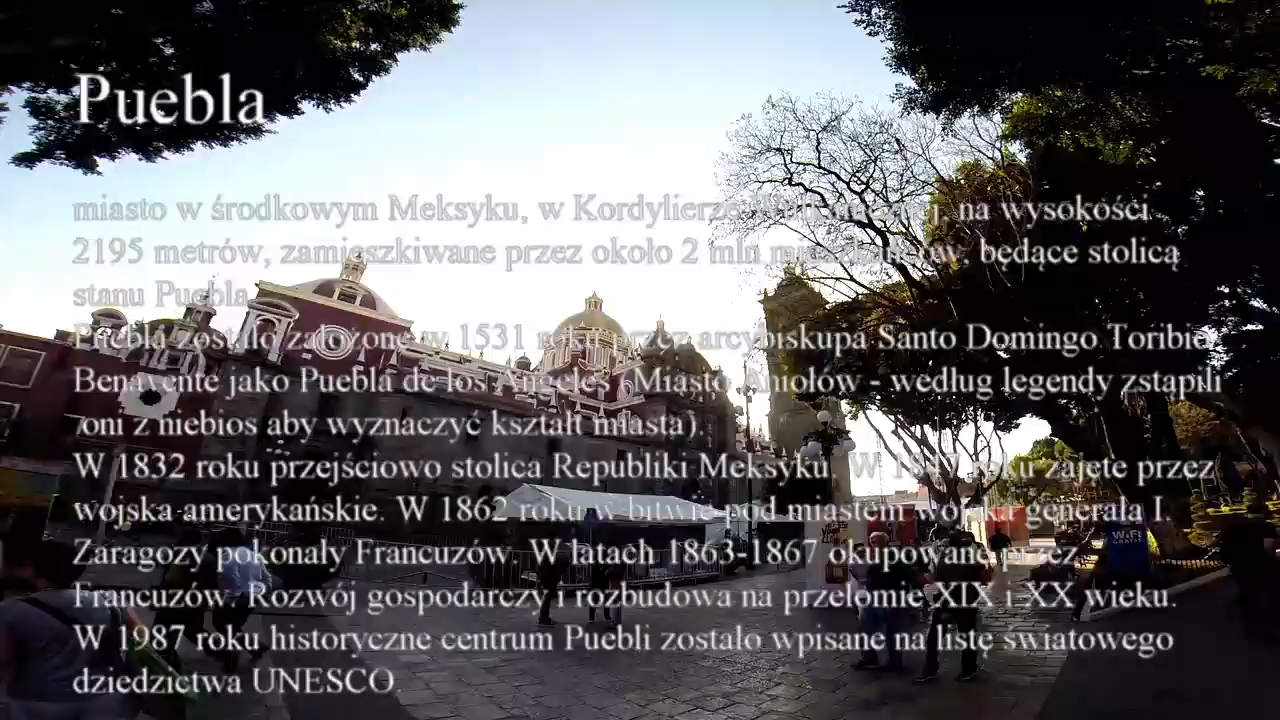 Puebla
miasto w środkowym Meksyku, w Kordylierze Wulkanicznej, na wysokości
2195 metrów, zamieszkiwane przez około 2 mln mieszkańców, będące stolicą
stanu Puebla.
Puebla zostało założone w 1531 roku przez arcybiskupa Santo Domingo Toribio
Benavente jako Puebla de los Angeles (Miasto Aniołów - według legendy zstąpili
oni z niebios aby wyznaczyć kształt miasta).
W 1832 roku przejściowo stolica Republiki Meksyku. W 1847 roku zajęte przez
wojska amerykańskie. W 1862 roku w bitwie pod miastem wojska generała I.
Zaragozy pokonały Francuzów. W latach 1863-1867 okupowane przez
Francuzów. Rozwój gospodarczy i rozbudowa na przełomie XIX i XX wieku.
W 1987 roku historyczne centrum Puebli zostało wpisane na listę światowego
dziedzictwa UNESCO.
WiFi
GRATIS